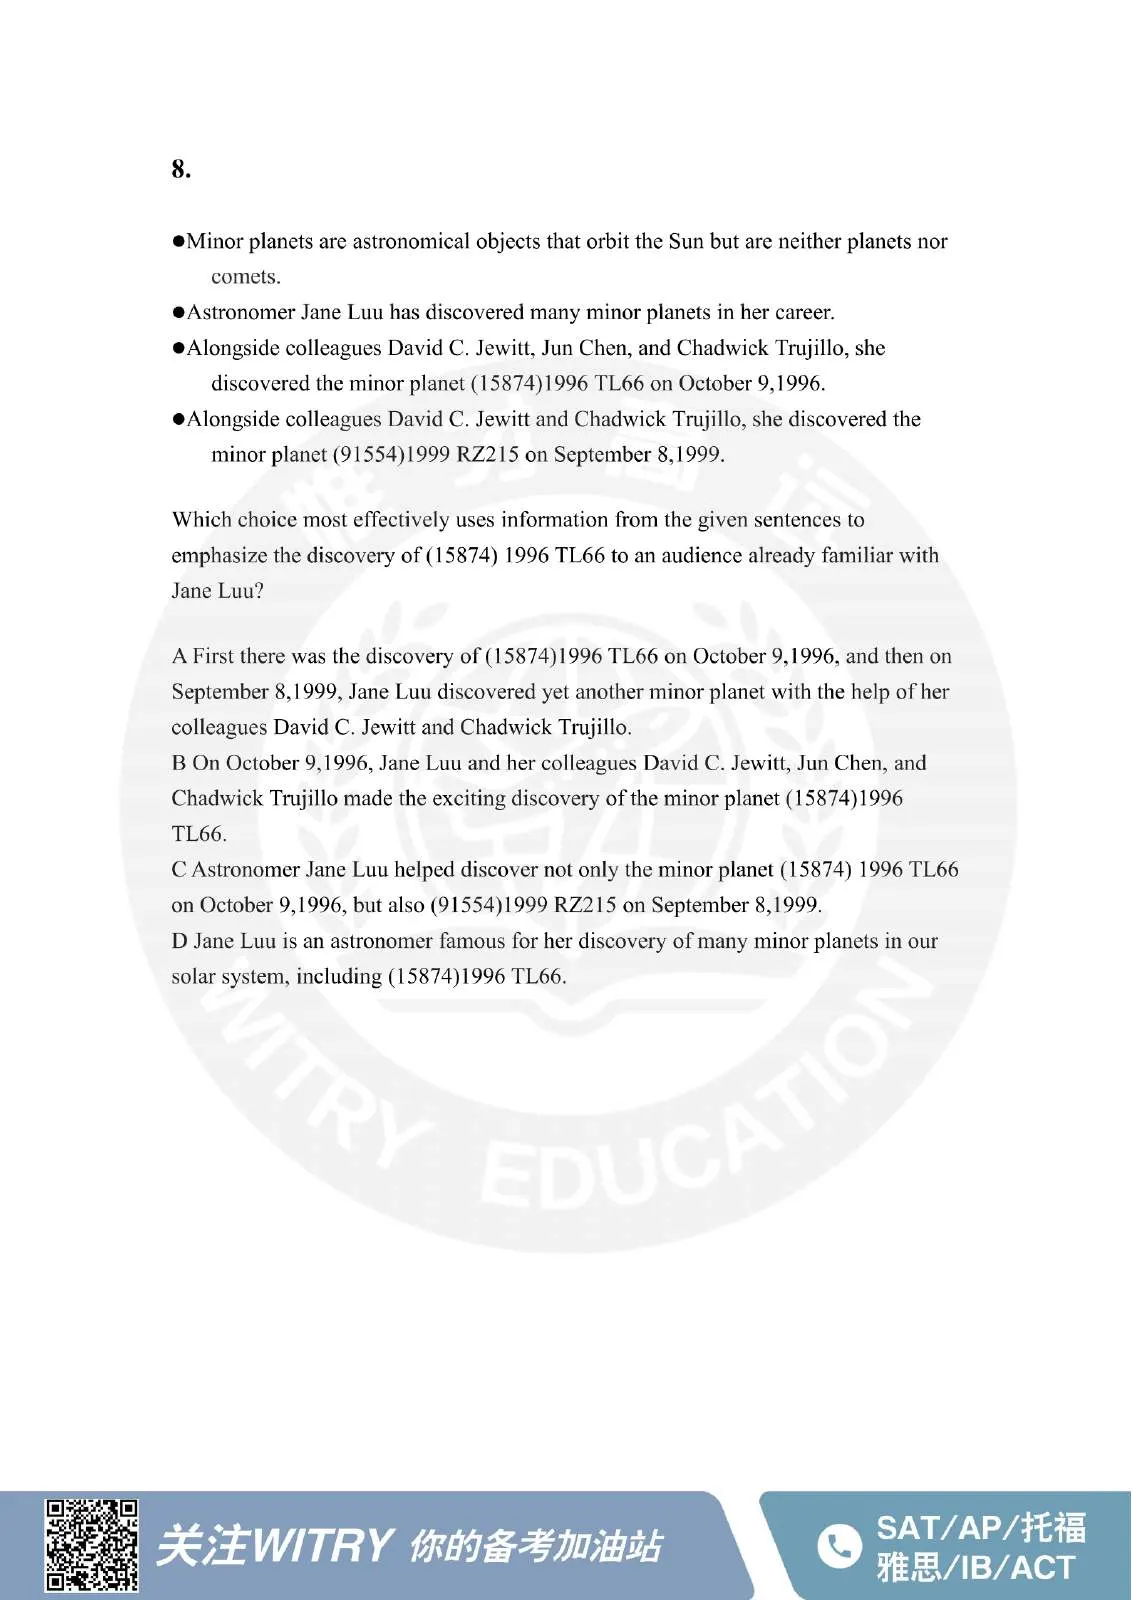 8.
●Minor planets are astronomical objects that orbit the Sun but are neither planets nor
comets.
●Astronomer Jane Luu has discovered many minor planets in her career.
●Alongside colleagues David C. Jewitt, Jun Chen, and Chadwick Trujillo, she
discovered the minor planet (15874)1996 TL66 on October 9,1996.
●Alongside colleagues David C. Jewitt and Chadwick Trujillo, she discovered the
minor planet (91554)1999 RZ215 on September 8,1999.
Which choice most effectively uses information from the given sentences to
emphasize the discovery of (15874) 1996 TL66 to an audience already familiar with
Jane Luu?
A First there was the discovery of (15874)1996 TL66 on October 9,1996, and then on
September 8,1999, Jane Luu discovered yet another minor planet with the help of her
colleagues David C. Jewitt and Chadwick Trujillo.
B On October 9,1996, Jane Luu and her colleagues David C. Jewitt, Jun Chen, and
Chadwick Trujillo made the exciting discovery of the minor planet (15874)1996
TL66.
C Astronomer Jane Luu helped discover not only the minor planet (15874) 1996 TL66
on October 9,1996, but also (91554)1999 RZ215 on September 8,1999.
D Jane Luu is an astronomer famous for her discovery of many minor planets in our
solar system, including (15874)1996 TL66.
惟才高远
WITRY EDUCATION
关注WITRY 你的备考加油站
SAT/AP/托福
雅思/IB/ACT